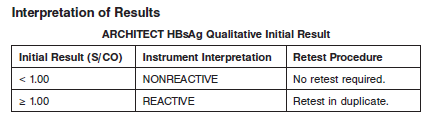 Interpretation of Results
ARCHITECT HBsAg Qualitative Initial Result
Initial Result (S/CO) Instrument Interpretation Retest Procedure
< 1.00 NONREACTIVE No retest required.
≥ 1.00 REACTIVE Retest in duplicate.